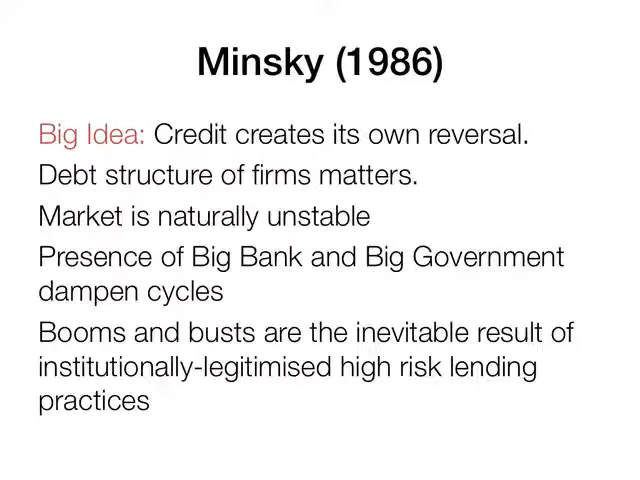 Minsky (1986)
Big Idea: Credit creates its own reversal.
Debt structure of firms matters.
Market is naturally unstable
Presence of Big Bank and Big Government
dampen cycles
Booms and busts are the inevitable result of
institutionally-legitimised high risk lending
practices